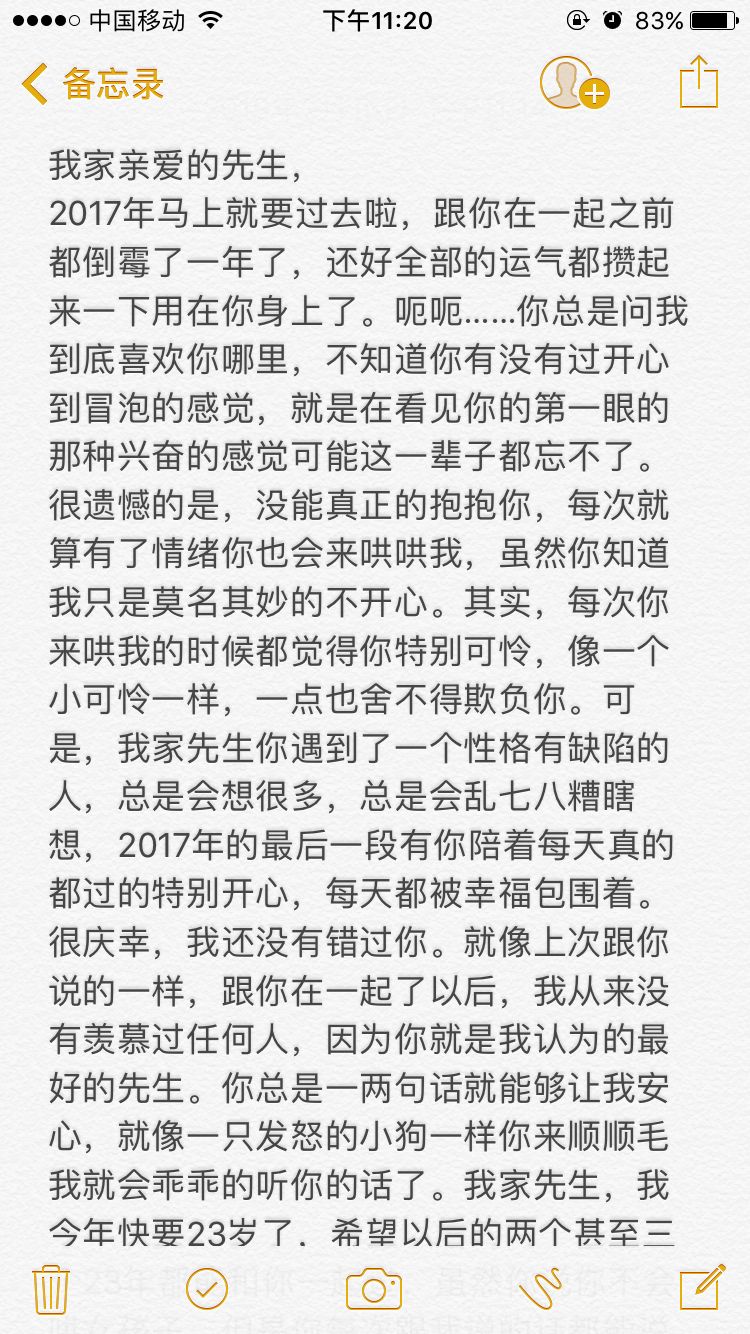 中国移动 下午11:20 83%
备忘录
我家亲爱的先生，
2017年马上就要过去啦，跟你在一起之前
都倒霉了一年了，还好全部的运气都攒起
来一下用在你身上了。呃呃......你总是问我
到底喜欢你哪里，不知道你有没有过开心
到冒泡的感觉，就是在看见你的第一眼的
那种兴奋的感觉可能这一辈子都忘不了。
很遗憾的是，没能真正的抱抱你，每次就
算有了情绪你也会来哄哄我，虽然你知道
我只是莫名其妙的不开心。其实，每次你
来哄我的时候都觉得你特别可怜，像一个
小可怜一样，一点也舍不得欺负你。可
是，我家先生你遇到了一个性格有缺陷的
人，总是会想很多，总是会乱七八糟瞎
想，2017年的最后一段有你陪着每天真的
都过的特别开心，每天都被幸福包围着。
很庆幸，我还没有错过你。就像上次跟你
说的一样，跟你在一起了以后，我从来没
有羡慕过任何人，因为你就是我认为的最
好的先生。你总是一两句话就能够让我安
心，就像一只发怒的小狗一样你来顺顺毛
我就会乖乖的听你的话了。我家先生，我
今年快要23岁了，希望以后的两个甚至三